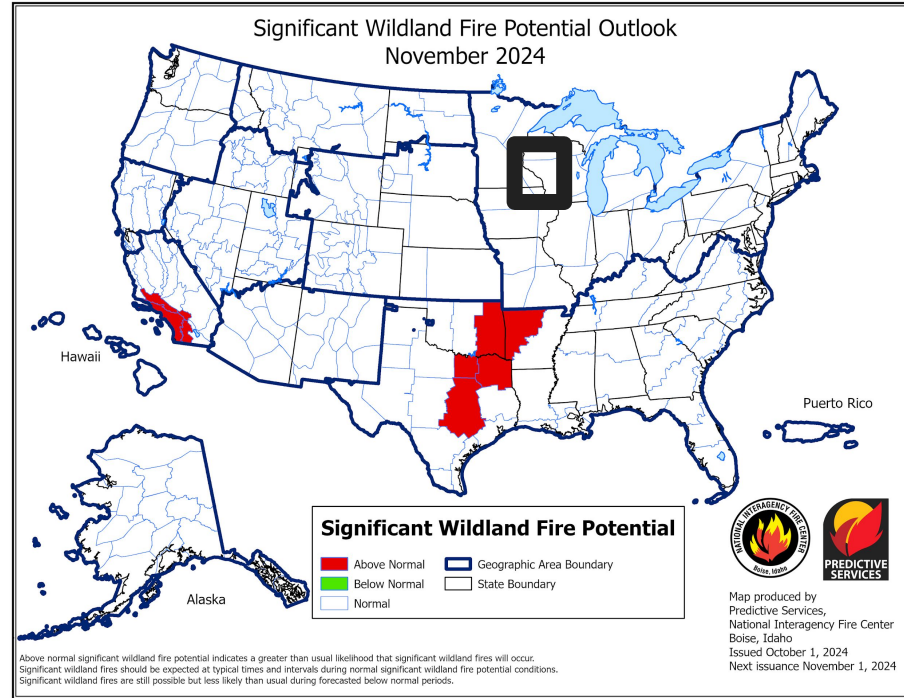 Significant Wildland Fire Potential Outlook
November 2024
Hawaii
Puerto Rico
Alaska
Significant Wildland Fire Potential
Above Normal
Below Normal
Normal
Geographic Area Boundary
State Boundary
NATIONAL INTERAGENCY FIRE CENTER
Boise, Idaho
PREDICTIVE
SERVICES
Map produced by
Predictive Services,
National Interagency Fire Center
Boise, Idaho
Issued October 1, 2024
Next issuance November 1, 2024
Above normal significant wildland fire potential indicates a greater than usual likelihood that significant wildland fires will occur.
Significant wildland fires should be expected at typical times and intervals during normal significant wildland fire potential conditions.
Significant wildland fires are still possible but less likely than usual during forecasted below normal periods.